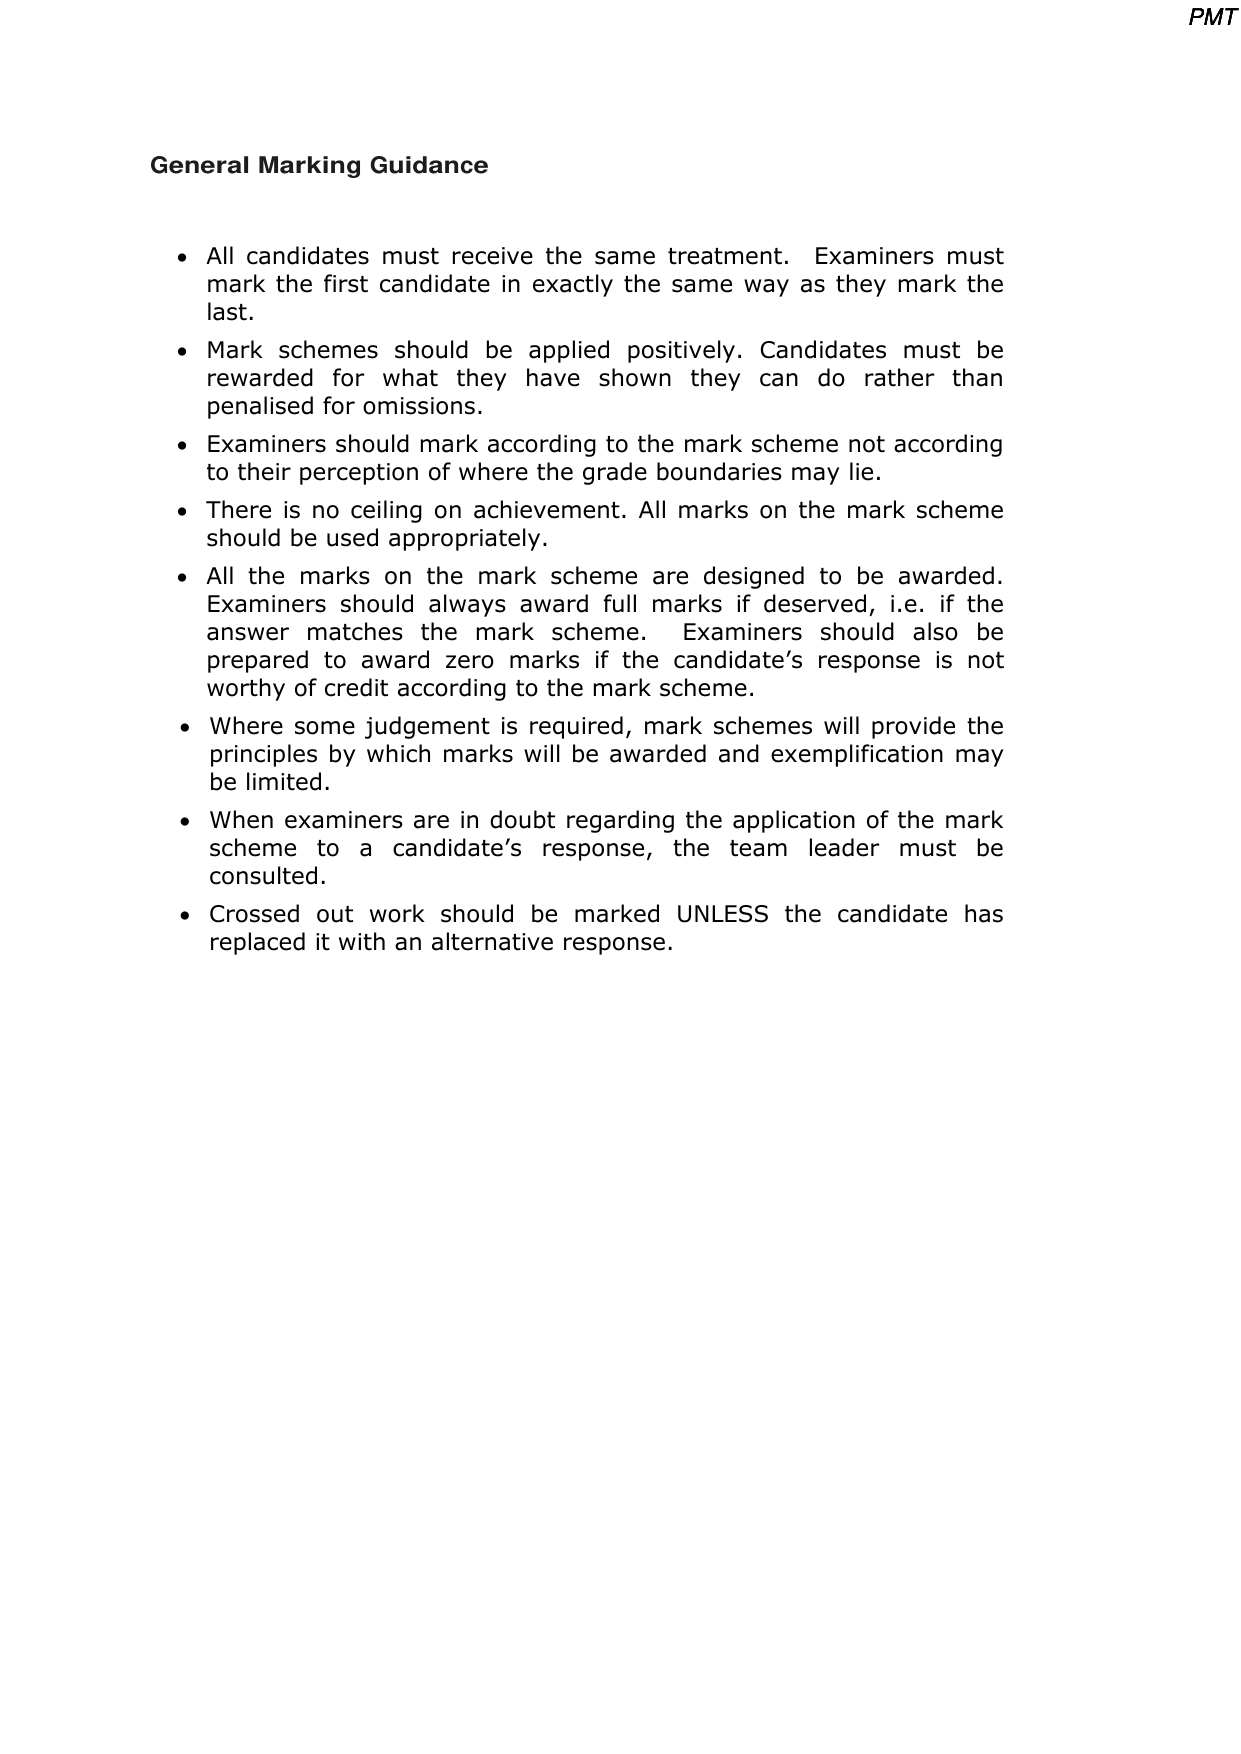 PMT
General Marking Guidance
• All candidates must receive the same treatment. Examiners must
mark the first candidate in exactly the same way as they mark the
last.
• Mark schemes should be applied positively. Candidates must be
rewarded for what they have shown they can do rather than
penalised for omissions.
• Examiners should mark according to the mark scheme not according
to their perception of where the grade boundaries may lie.
• There is no ceiling on achievement. All marks on the mark scheme
should be used appropriately.
• All the marks on the mark scheme are designed to be awarded.
Examiners should always award full marks if deserved, i.e. if the
answer matches the mark scheme. Examiners should also be
prepared to award zero marks if the candidate’s response is not
worthy of credit according to the mark scheme.
• Where some judgement is required, mark schemes will provide the
principles by which marks will be awarded and exemplification may
be limited.
• When examiners are in doubt regarding the application of the mark
scheme to a candidate’s response, the team leader must be
consulted.
• Crossed out work should be marked UNLESS the candidate has
replaced it with an alternative response.